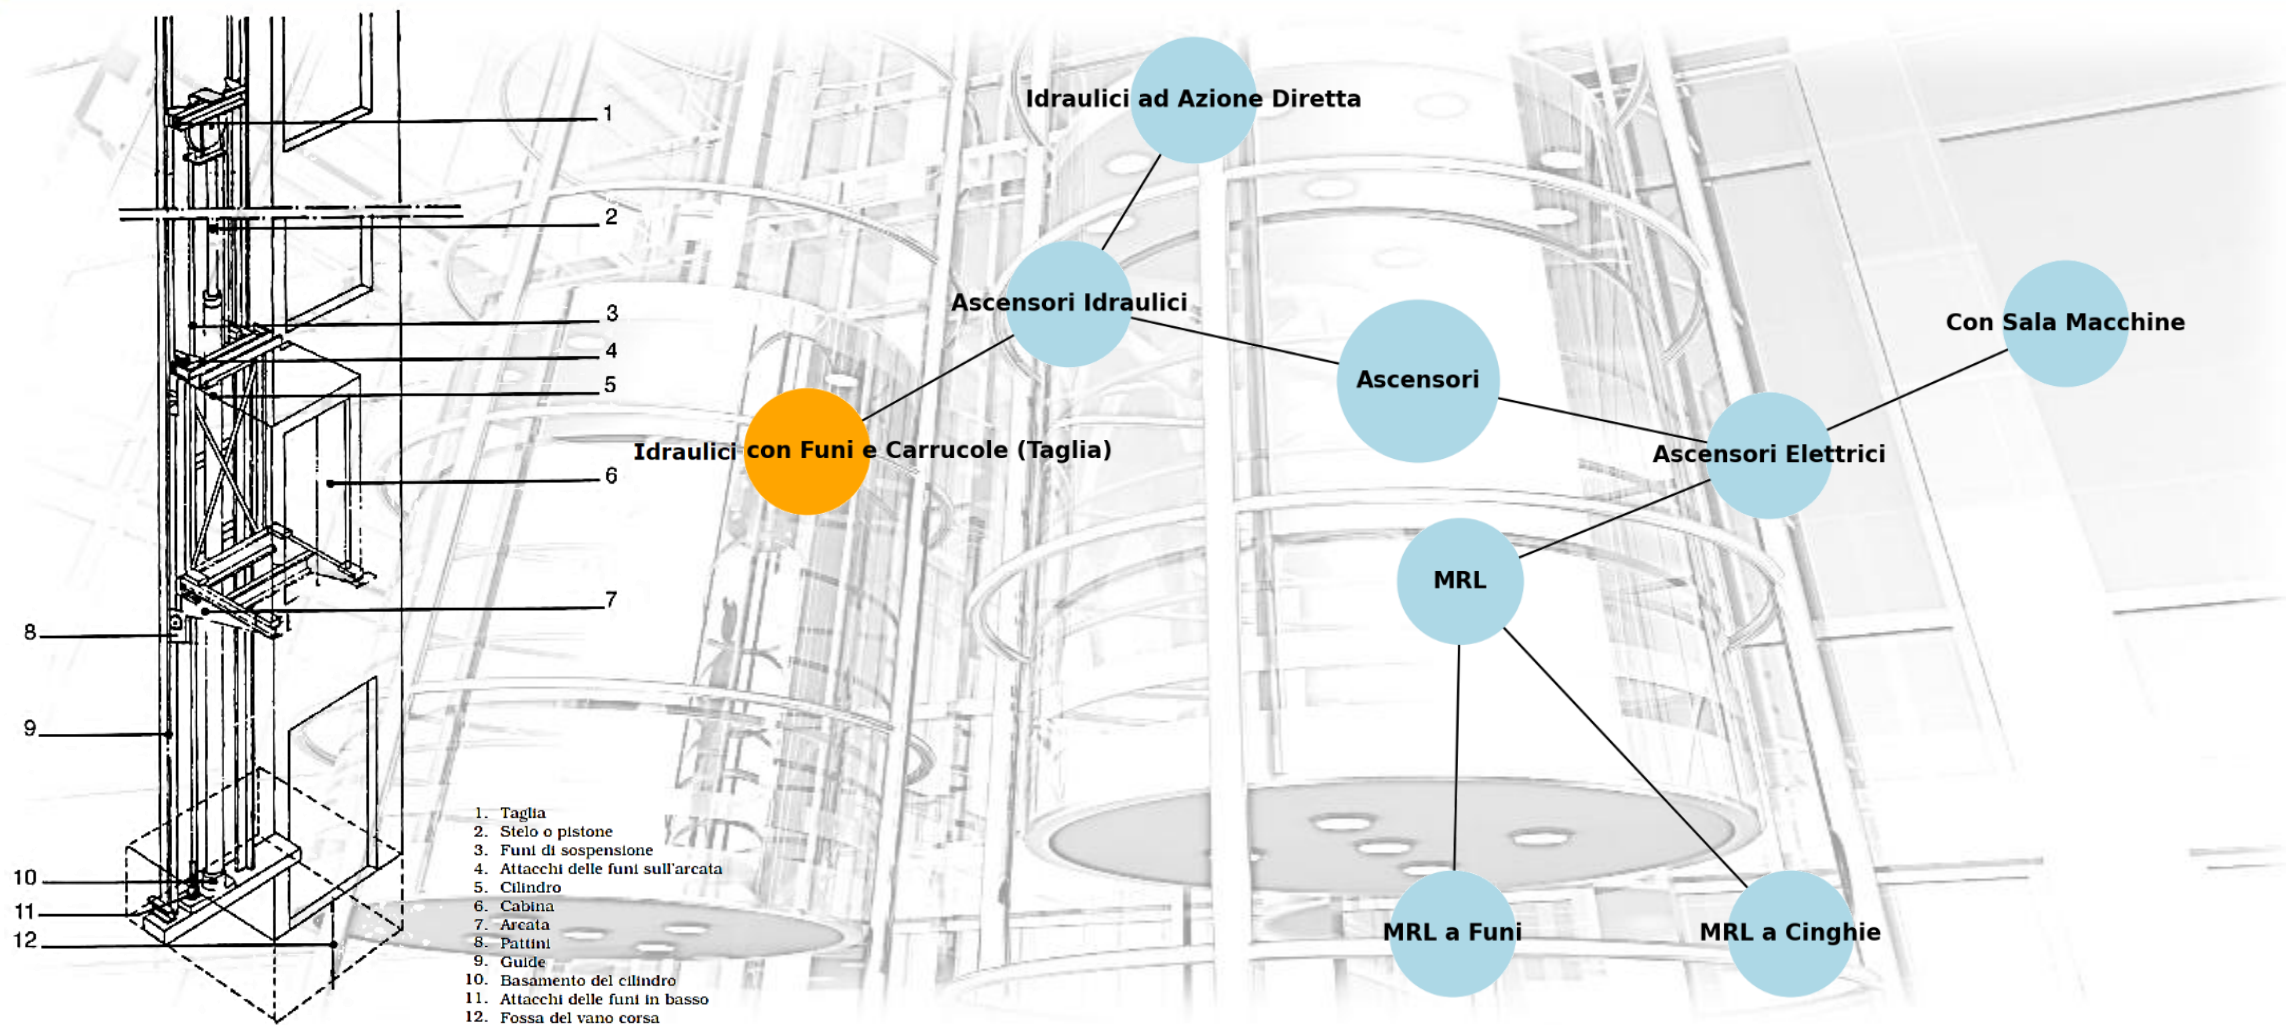 1
2
3
4
5
6
7
8
9
10
11
12
1. Taglia
2. Stelo o pistone
3. Funi di sospensione
4. Attacchi delle funi sull'arcata
5. Cilindro
6. Cabina
7. Arcata
8. Pattini
9. Guide
10. Basamento del cilindro
11. Attacchi delle funi in basso
12. Fossa del vano corsa
Idraulici ad Azione Diretta
Ascensori Idraulici
Con Sala Macchine
Ascensori
Idraulici con Funi e Carrucole (Taglia)
Ascensori Elettrici
MRL
MRL a Funi
MRL a Cinghie